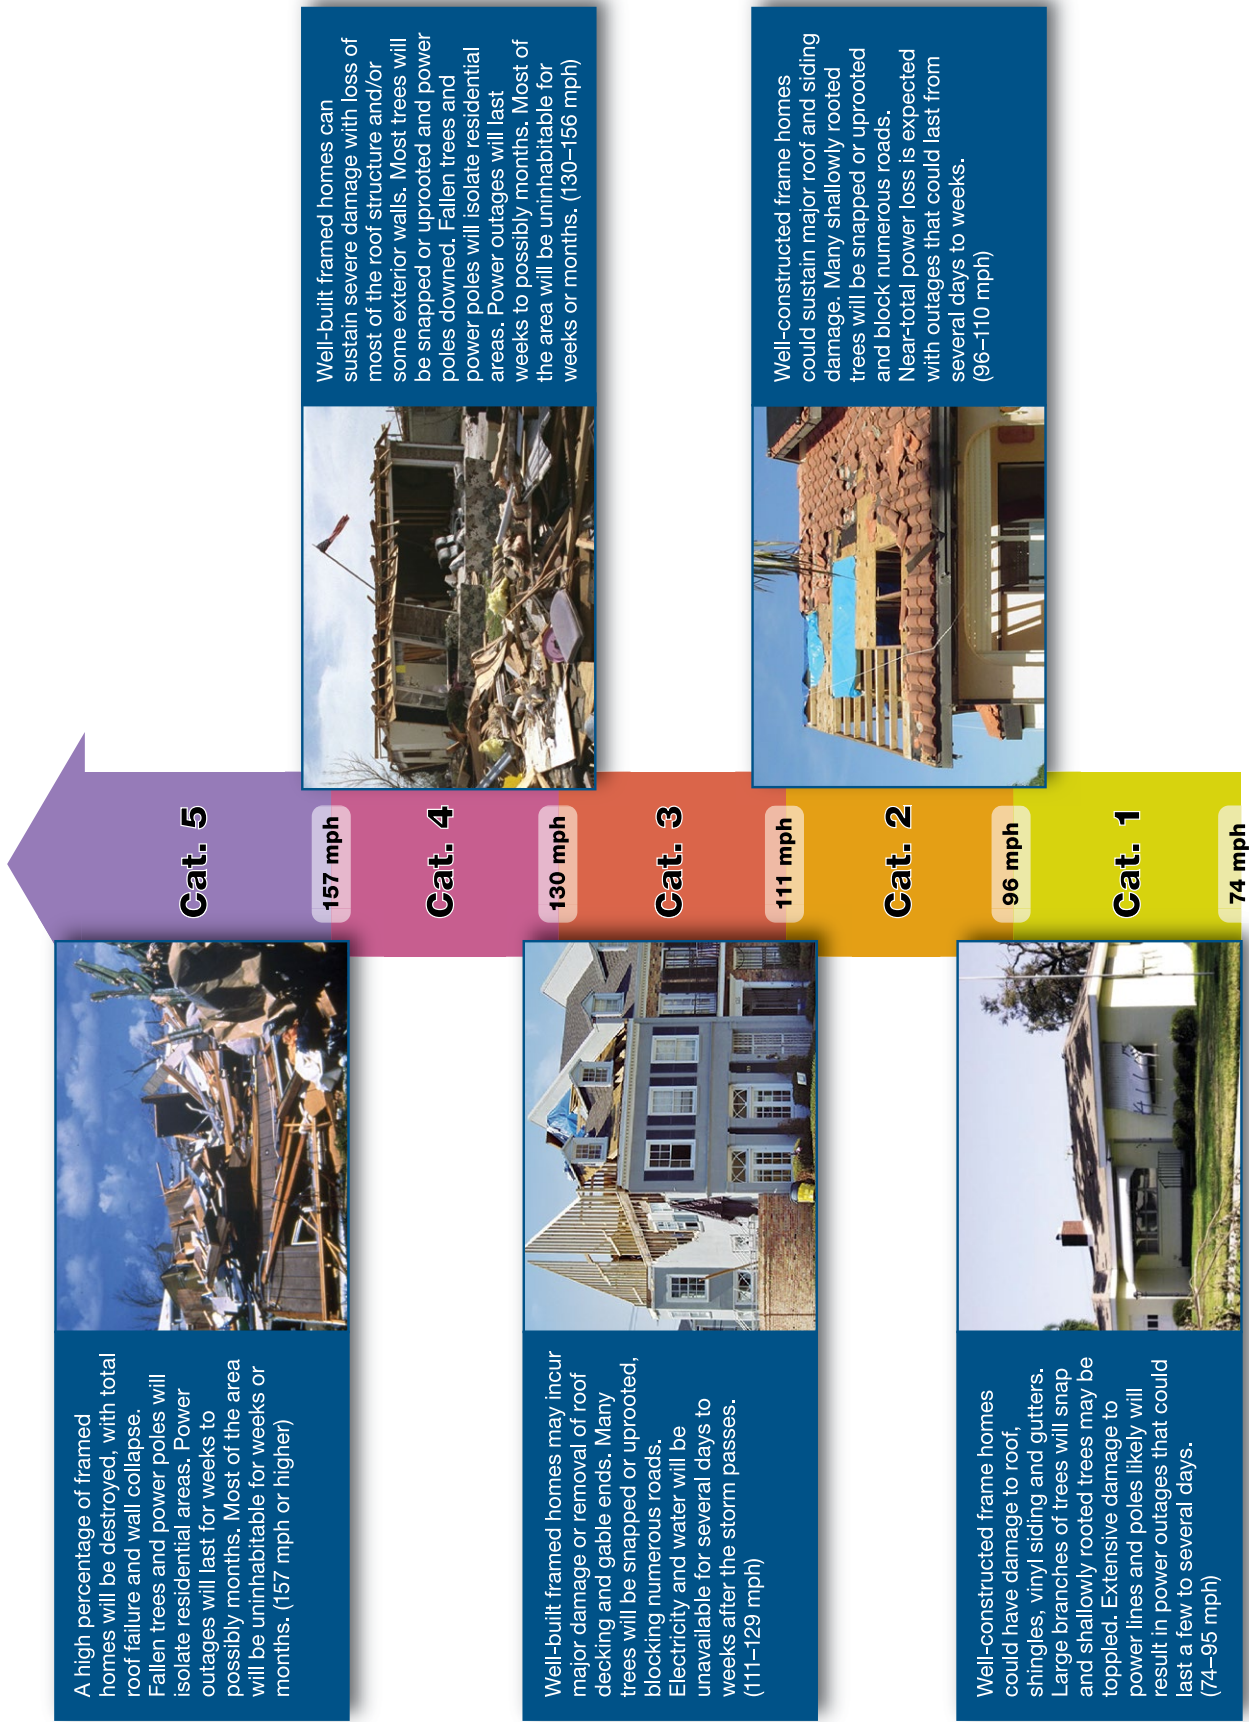 A high percentage of framed
homes will be destroyed, with total
roof failure and wall collapse.
Fallen trees and power poles will
isolate residential areas. Power
outages will last for weeks to
possibly months. Most of the area
will be uninhabitable for weeks or
months. (157 mph or higher)
Cat. 5
157 mph
Well-built framed homes can
sustain severe damage with loss of
most of the roof structure and/or
some exterior walls. Most trees will
be snapped or uprooted and power
poles downed. Fallen trees and
power poles will isolate residential
areas. Power outages will last
weeks to possibly months. Most of
the area will be uninhabitable for
weeks or months. (130–156 mph)
Cat. 4
130 mph
Well-built framed homes may incur
major damage or removal of roof
decking and gable ends. Many
trees will be snapped or uprooted,
blocking numerous roads.
Electricity and water will be
unavailable for several days to
weeks after the storm passes.
(111–129 mph)
Cat. 3
111 mph
Well-constructed frame homes
could sustain major roof and siding
damage. Many shallowly rooted
trees will be snapped or uprooted
and block numerous roads.
Near-total power loss is expected
with outages that could last from
several days to weeks.
(96–110 mph)
Cat. 2
96 mph
Well-constructed frame homes
could have damage to roof,
shingles, vinyl siding and gutters.
Large branches of trees will snap
and shallowly rooted trees may be
toppled. Extensive damage to
power lines and poles likely will
result in power outages that could
last a few to several days.
(74–95 mph)
Cat. 1
74 mph